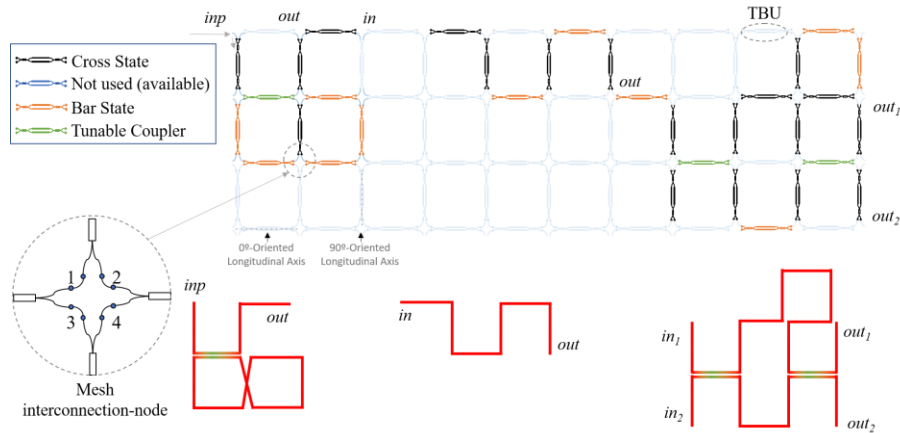 inp
out
in
TBU
Cross State
Not used (available)
Bar State
Tunable Coupler
out
out1
out2
0º-Oriented
Longitudinal Axis
90º-Oriented
Longitudinal Axis
1
2
3
4
Mesh
interconnection-node
inp
out
in
out
in1
out1
in2
out2